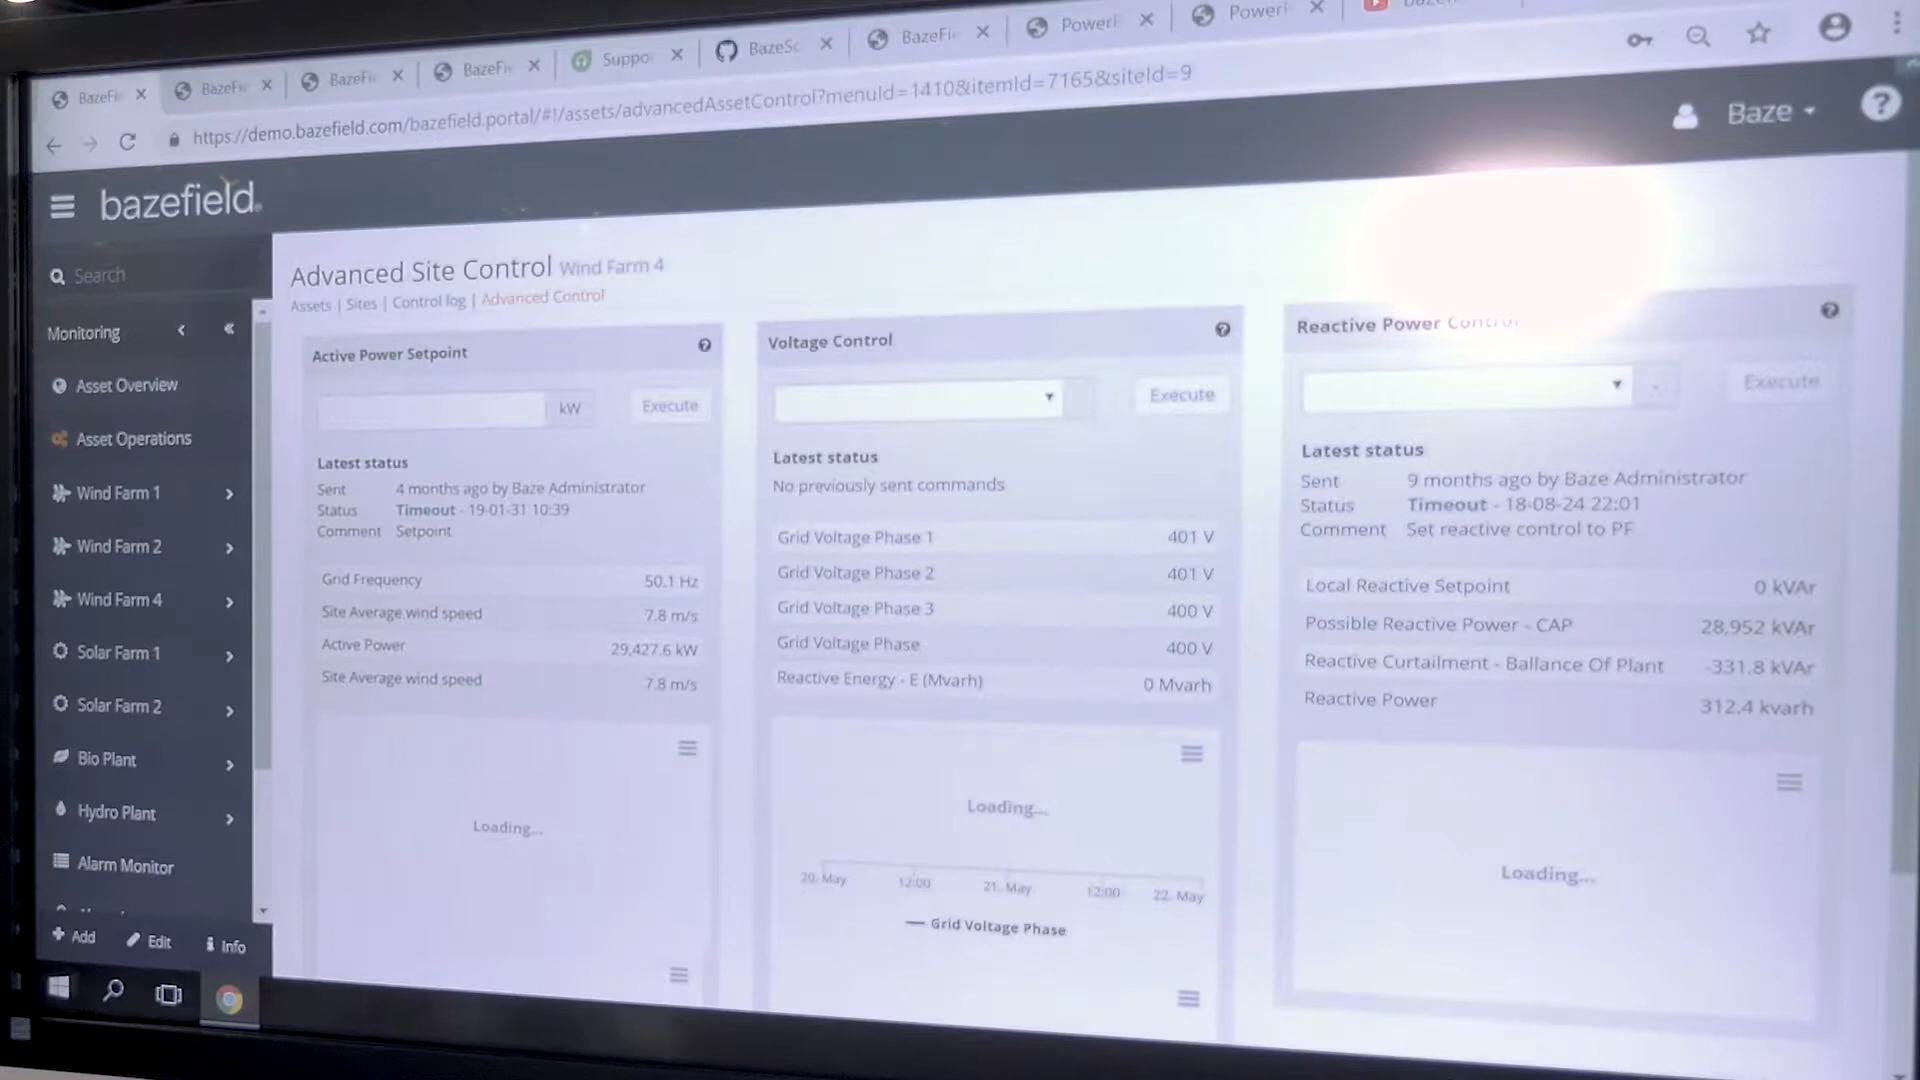 BazeFi
BazeFi
BazeFi
BazeFi
Suppo
BazeSc
BazeFi
Poweri
Poweri
https://demo.bazefield.com/bazefield.portal/#!/assets/advancedAssetControl?menuId=1410&itemId=7165&siteId=9
bazefield
Baze
?
Search
Monitoring
Asset Overview
Asset Operations
Wind Farm 1
Wind Farm 2
Wind Farm 4
Solar Farm 1
Solar Farm 2
Bio Plant
Hydro Plant
Alarm Monitor
Add Edit Info
Advanced Site Control Wind Farm 4
Assets | Sites | Control log | Advanced Control
Active Power Setpoint
kW
Execute
Latest status
Sent 4 months ago by Baze Administrator
Status Timeout - 19-01-31 10:39
Comment Setpoint
Grid Frequency 50.1 Hz
Site Average wind speed 7.8 m/s
Active Power 29,427.6 kW
Site Average wind speed 7.8 m/s
Loading...
Voltage Control
Execute
Latest status
No previously sent commands
Grid Voltage Phase 1 401 V
Grid Voltage Phase 2 401 V
Grid Voltage Phase 3 400 V
Grid Voltage Phase 400 V
Reactive Energy - E (Mvarh) 0 Mvarh
Loading...
20. May 12:00 21. May 12:00 22. May
Grid Voltage Phase
Reactive Power Control
Execute
Latest status
Sent 9 months ago by Baze Administrator
Status Timeout - 18-08-24 22:01
Comment Set reactive control to PF
Local Reactive Setpoint 0 kVAr
Possible Reactive Power - CAP 28,952 kVAr
Reactive Curtailment - Ballance Of Plant -331.8 kVAr
Reactive Power 312.4 kvarh
Loading...